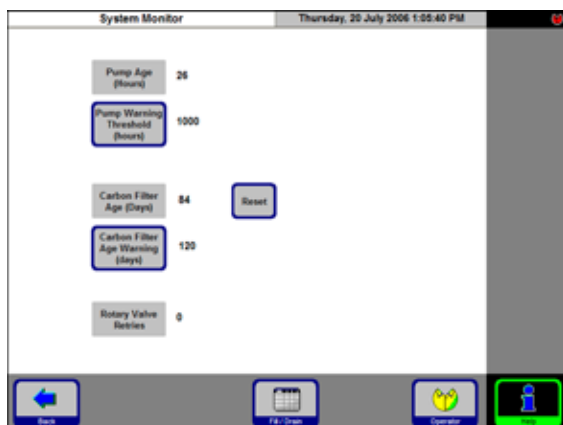 System Monitor
Thursday, 20 July 2006 1:05:40 PM
Pump Age
(Hours)
26
Pump Warning
Threshold
(hours)
1000
Carbon Filter
Age (Days)
84
Reset
Carbon Filter
Age Warning
(days)
120
Rotary Valve
Retries
0
Back
Fill / Drain
Operator
Help